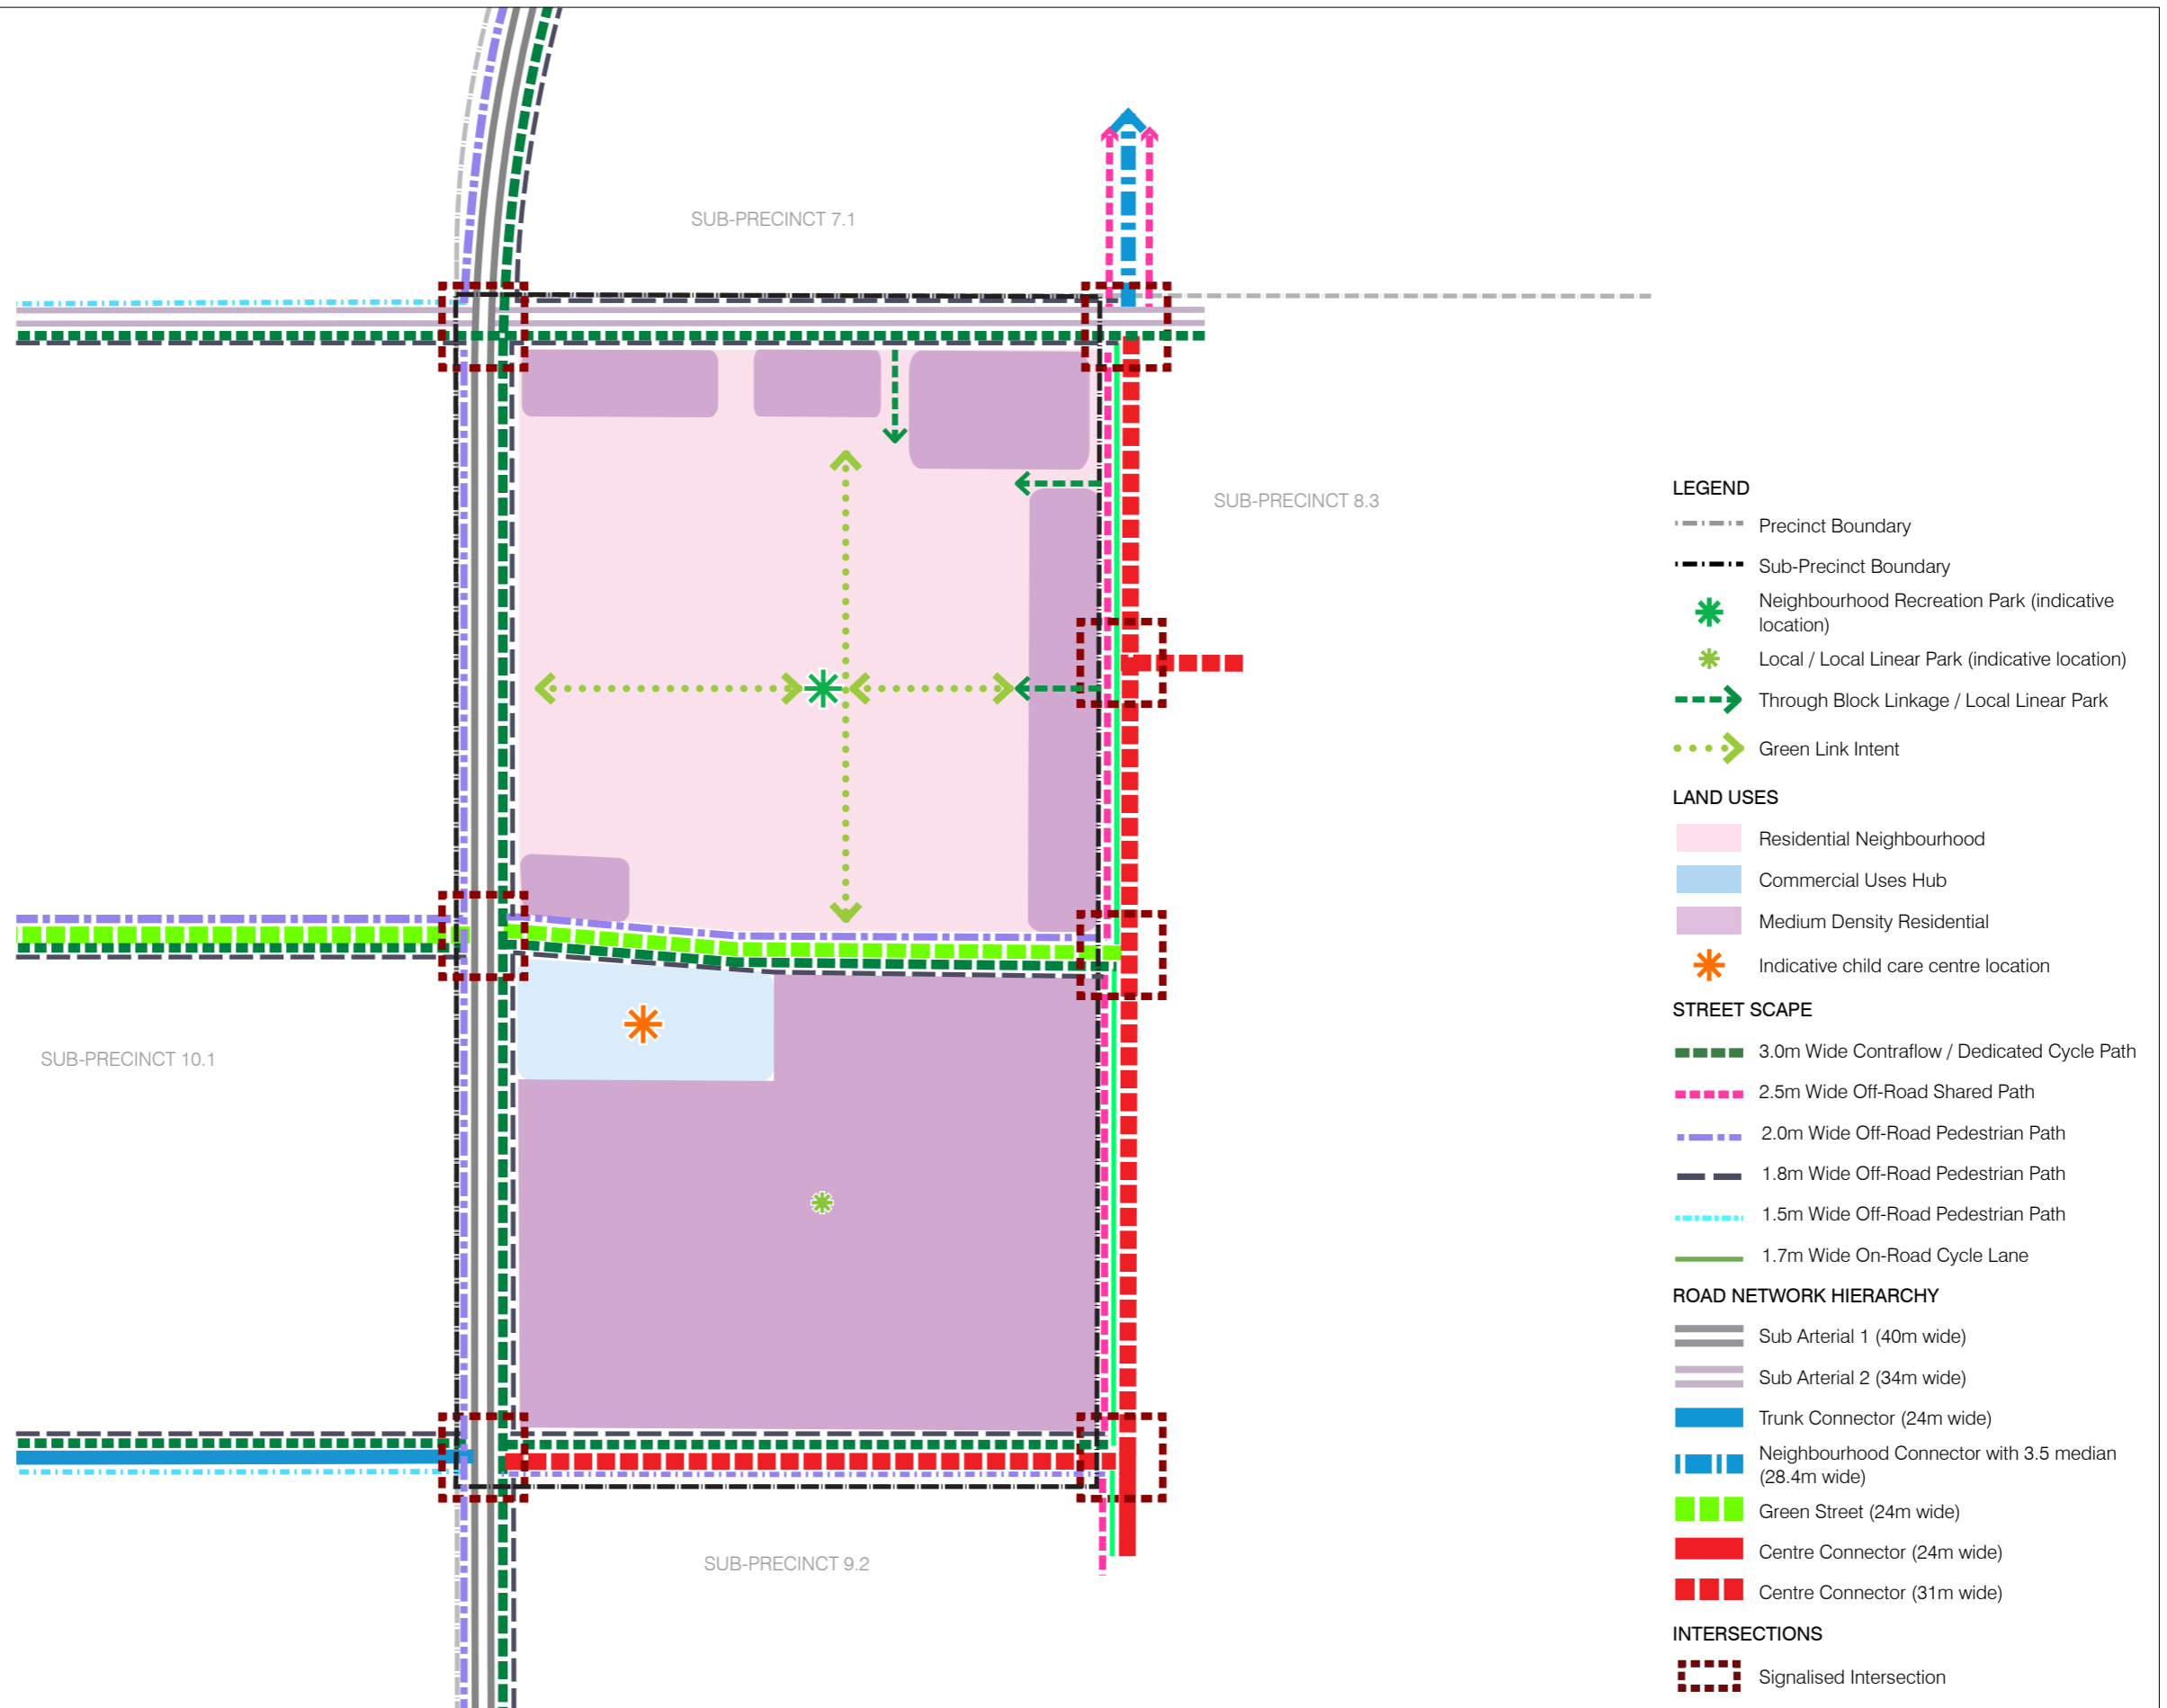 SUB-PRECINCT 7.1
SUB-PRECINCT 8.3
SUB-PRECINCT 10.1
SUB-PRECINCT 9.2
LEGEND
Precinct Boundary
Sub-Precinct Boundary
Neighbourhood Recreation Park (indicative
location)
Local / Local Linear Park (indicative location)
Through Block Linkage / Local Linear Park
Green Link Intent
LAND USES
Residential Neighbourhood
Commercial Uses Hub
Medium Density Residential
Indicative child care centre location
STREET SCAPE
3.0m Wide Contraflow / Dedicated Cycle Path
2.5m Wide Off-Road Shared Path
2.0m Wide Off-Road Pedestrian Path
1.8m Wide Off-Road Pedestrian Path
1.5m Wide Off-Road Pedestrian Path
1.7m Wide On-Road Cycle Lane
ROAD NETWORK HIERARCHY
Sub Arterial 1 (40m wide)
Sub Arterial 2 (34m wide)
Trunk Connector (24m wide)
Neighbourhood Connector with 3.5 median
(28.4m wide)
Green Street (24m wide)
Centre Connector (24m wide)
Centre Connector (31m wide)
INTERSECTIONS
Signalised Intersection